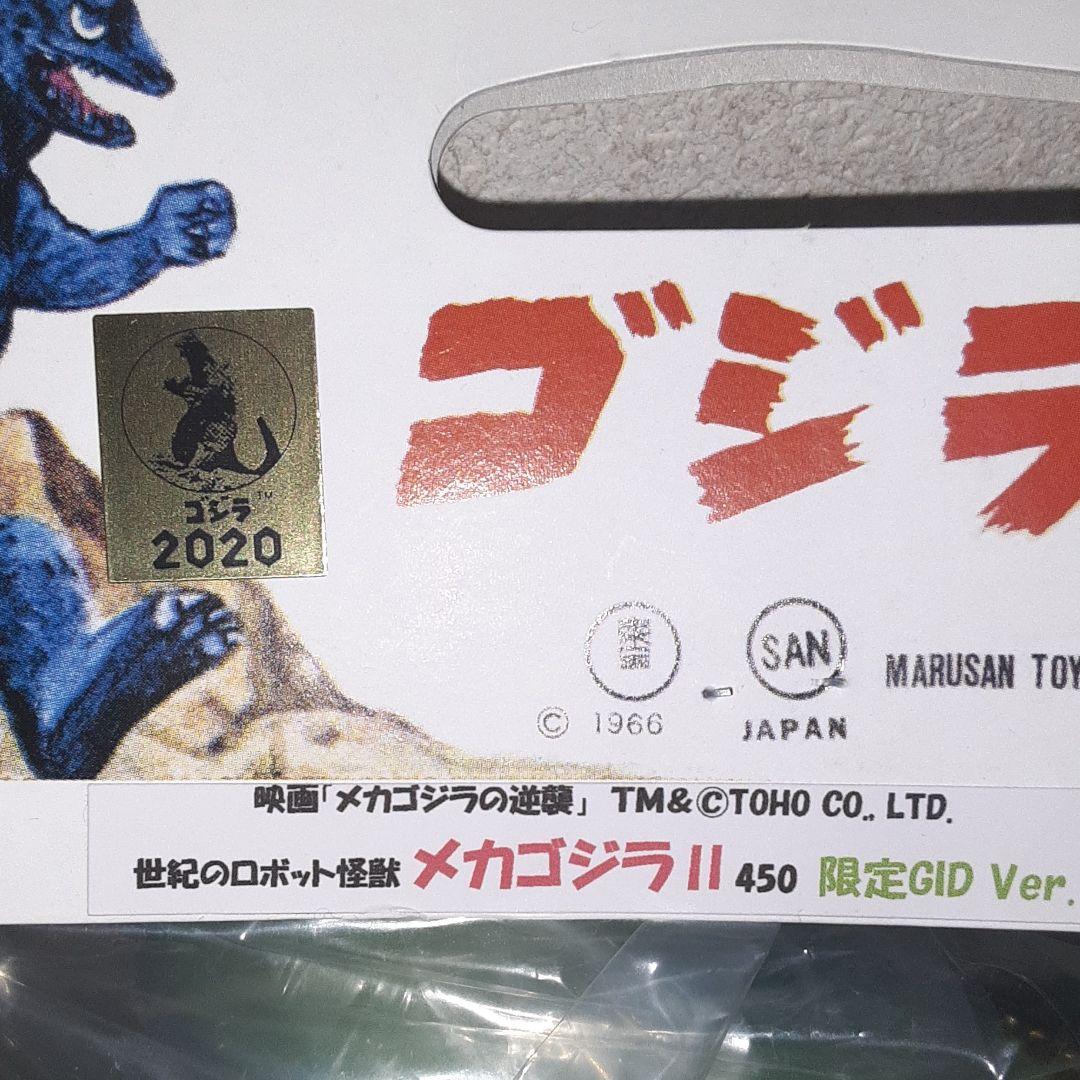 ゴジラ
ゴジラ™
2020
SAN
MARUSAN TOY
© 1966
JAPAN
映画「メカゴジラの逆襲」 TM&©TOHO CO., LTD.
世紀のロボット怪獣 メカゴジラII 450 限定GID Ver.